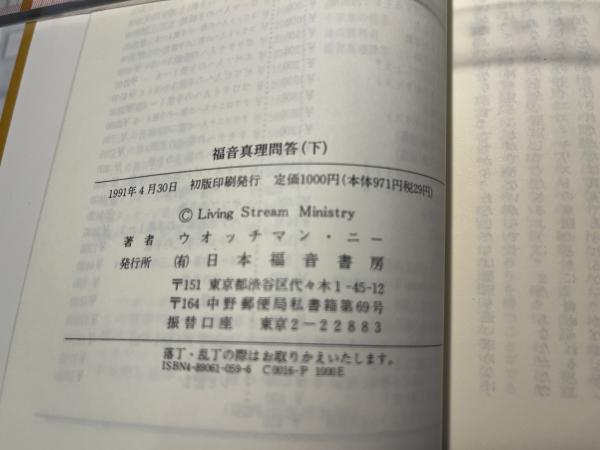 福音真理問答(下)
1991年4月30日 初版印刷発行 定価1000円(本体971円税29円)
© Living Stream Ministry
著者 ウオッチマン・ニー
発行所 (有)日本福音書房
〒151 東京都渋谷区代々木1-45-12
〒164 中野郵便局私書箱第69号
振替口座 東京2-22883
落丁・乱丁の際はお取りかえいたします。
ISBN4-89061-059-6 C0016-P 1000E